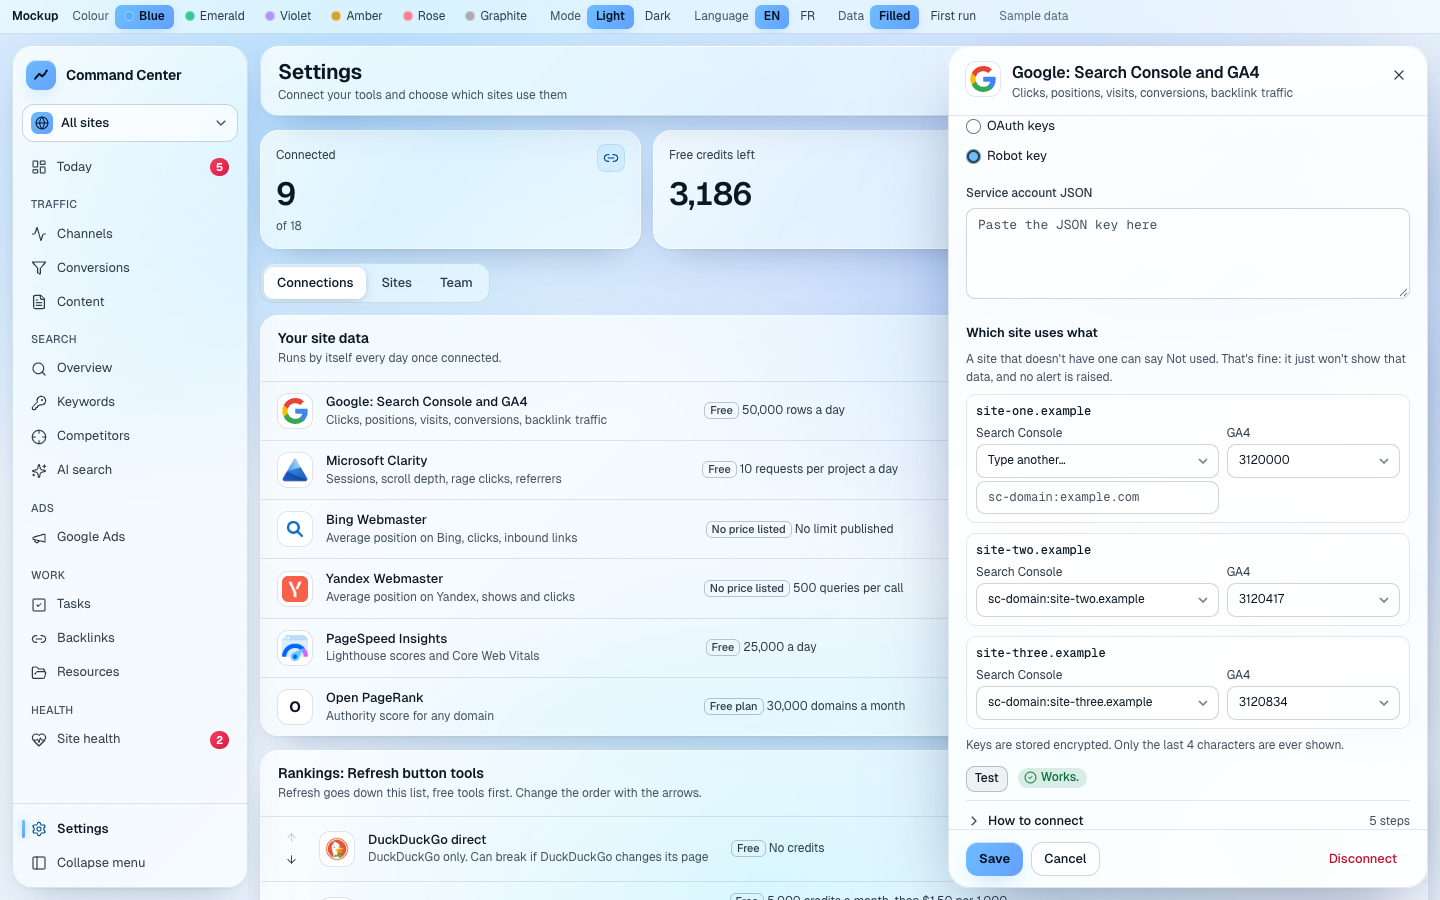 Mockup Colour Blue Emerald Violet Amber Rose Graphite Mode Light Dark Language EN FR Data Filled First run Sample data
Command Center
All sites
Today 5
TRAFFIC
Channels
Conversions
Content
SEARCH
Overview
Keywords
Competitors
AI search
ADS
Google Ads
WORK
Tasks
Backlinks
Resources
HEALTH
Site health 2
Settings
Collapse menu
Settings
Connect your tools and choose which sites use them
Connected
9
of 18
Free credits left
3,186
Connections Sites Team
Your site data
Runs by itself every day once connected.
Google: Search Console and GA4
Clicks, positions, visits, conversions, backlink traffic
Free 50,000 rows a day
Microsoft Clarity
Sessions, scroll depth, rage clicks, referrers
Free 10 requests per project a day
Bing Webmaster
Average position on Bing, clicks, inbound links
No price listed No limit published
Yandex Webmaster
Average position on Yandex, shows and clicks
No price listed 500 queries per call
PageSpeed Insights
Lighthouse scores and Core Web Vitals
Free 25,000 a day
O
Open PageRank
Authority score for any domain
Free plan 30,000 domains a month
Rankings: Refresh button tools
Refresh goes down this list, free tools first. Change the order with the arrows.
DuckDuckGo direct
DuckDuckGo only. Can break if DuckDuckGo changes its page
Free No credits
Free 5,000 credits a month, then $1.50 per 1,000
Google: Search Console and GA4
Clicks, positions, visits, conversions, backlink traffic
OAuth keys
Robot key
Service account JSON
Paste the JSON key here
Which site uses what
A site that doesn't have one can say Not used. That's fine: it just won't show that
data, and no alert is raised.
site-one.example
Search Console GA4
Type another... 3120000
sc-domain:example.com
site-two.example
Search Console GA4
sc-domain:site-two.example 3120417
site-three.example
Search Console GA4
sc-domain:site-three.example 3120834
Keys are stored encrypted. Only the last 4 characters are ever shown.
Test Works.
How to connect 5 steps
Save Cancel Disconnect